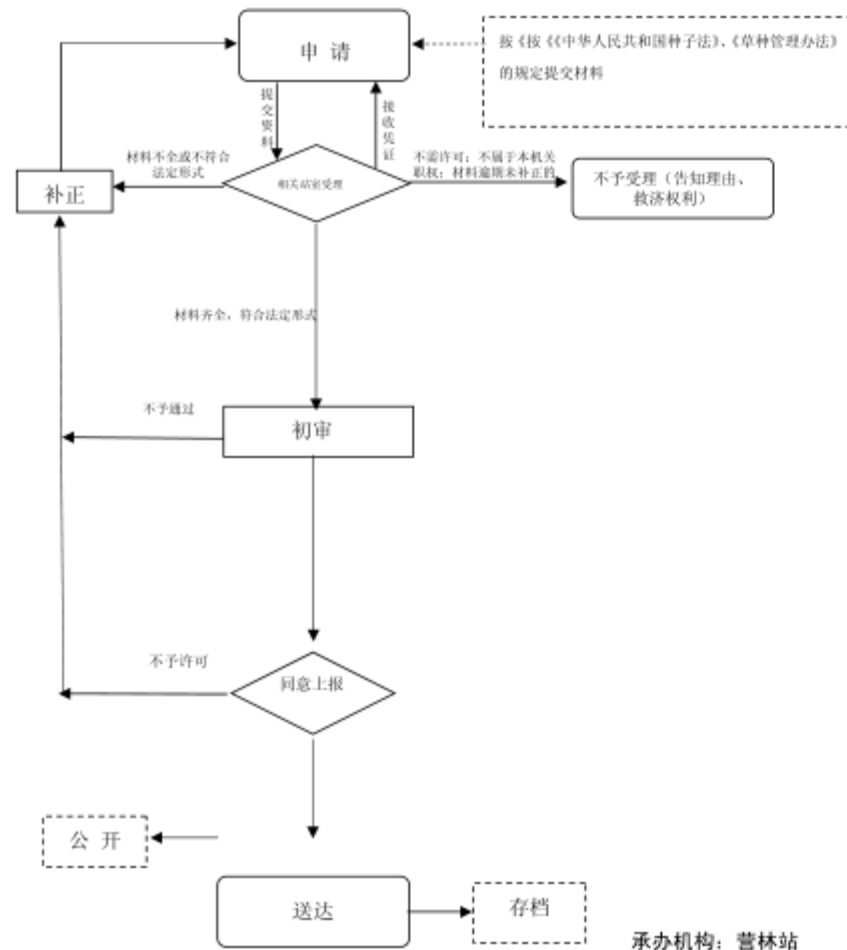 申 请
按《按《《中华人民共和国种子法》、《草种管理办法》
的规定提交材料
提交资料
接收凭证
材料不全或不符合
法定形式
补正
相关站室受理
不需许可；不属于本机关
职权；材料逾期未补正的
不予受理（告知理由、
救济权利）
材料齐全，符合法定形式
不予通过
初审
不予许可
同意上报
公 开
送达
存档
承办机构：营林站